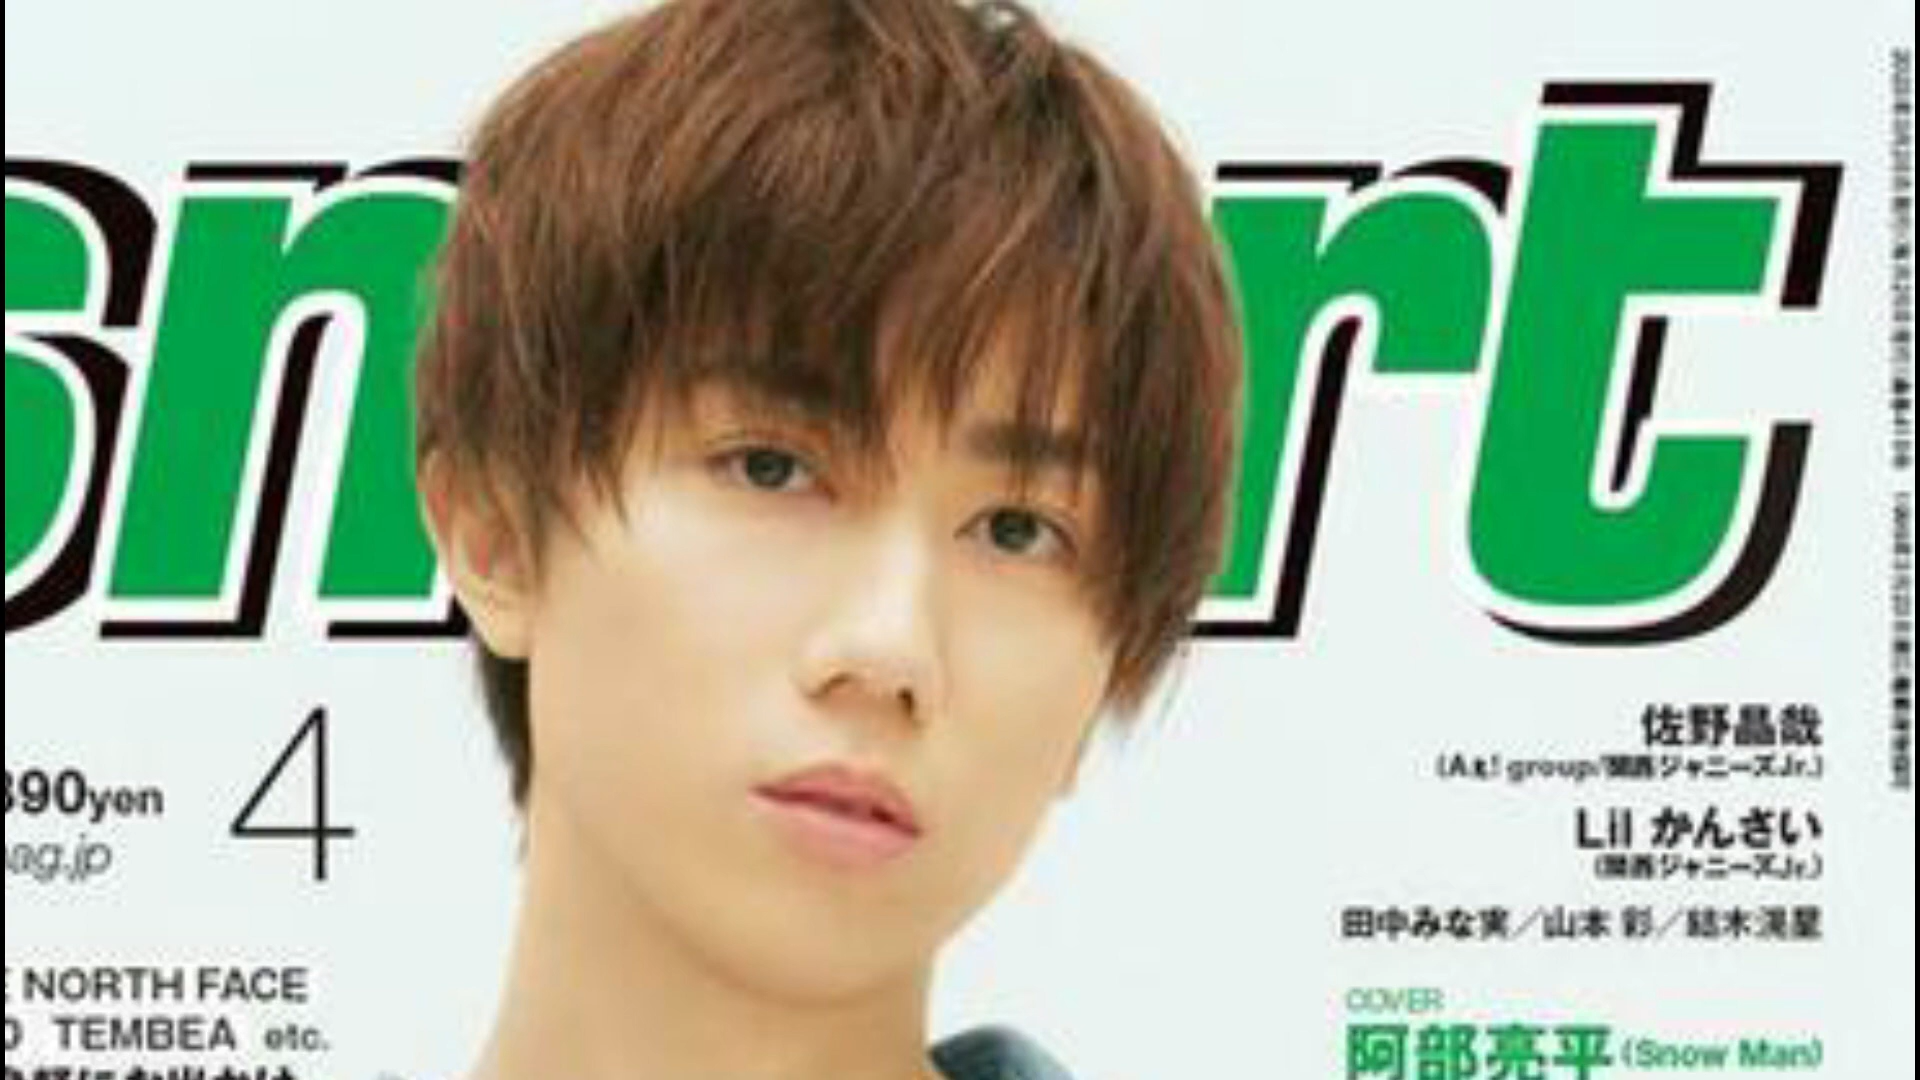 smart
390yen
ag.jp
4
E NORTH FACE
TEMBEA etc.
佐野晶哉
(Aぇ! group/関西ジャニーズJr.)
Lil かんさい
(関西ジャニーズJr.)
田中みな実／山本 彩／結木滉星
COVER
阿部亮平(Snow Man)